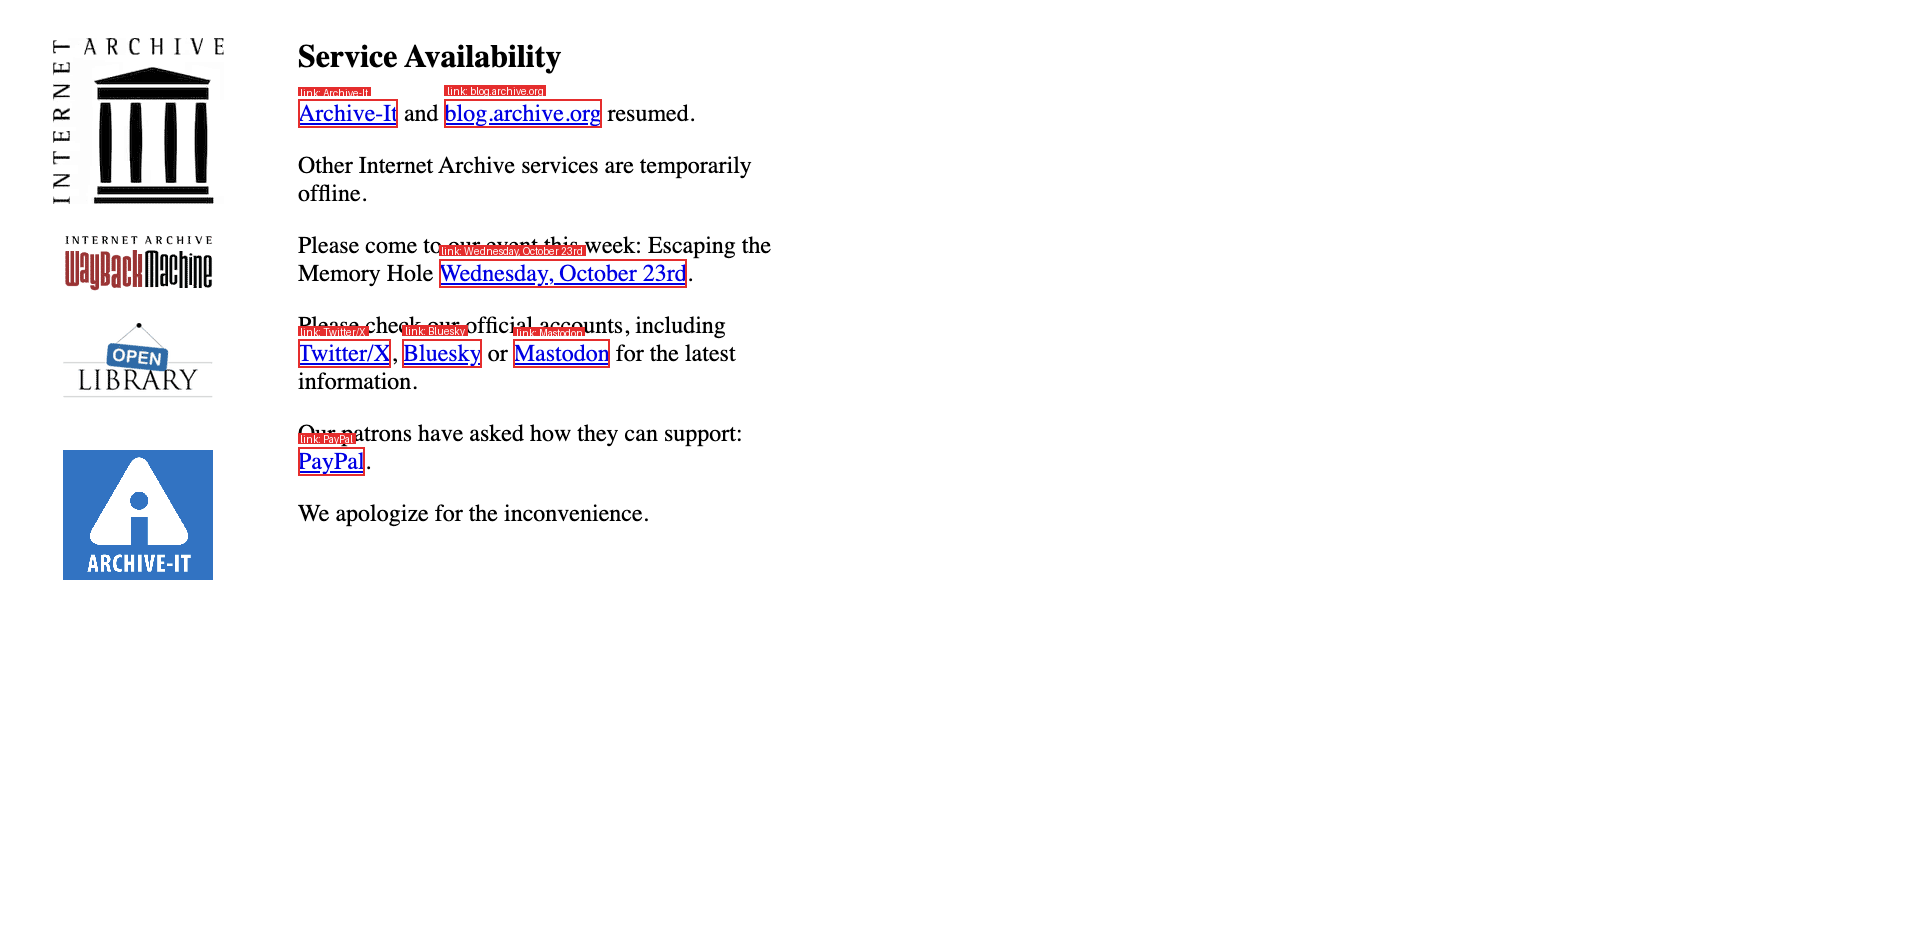 INTERNET ARCHIVE
INTERNET ARCHIVE
WayBackMachine
OPEN
LIBRARY
ARCHIVE-IT
Service Availability
link: Archive-It
link: blog.archive.org
Archive-It and blog.archive.org resumed.
Other Internet Archive services are temporarily
offline.
Please come to our event this week: Escaping the
link: Wednesday, October 23rd
Memory Hole Wednesday, October 23rd.
Please check our official accounts, including
link: Twitter/X
link: Bluesky
link: Mastodon
Twitter/X, Bluesky or Mastodon for the latest
information.
Our patrons have asked how they can support:
link: PayPal
PayPal.
We apologize for the inconvenience.